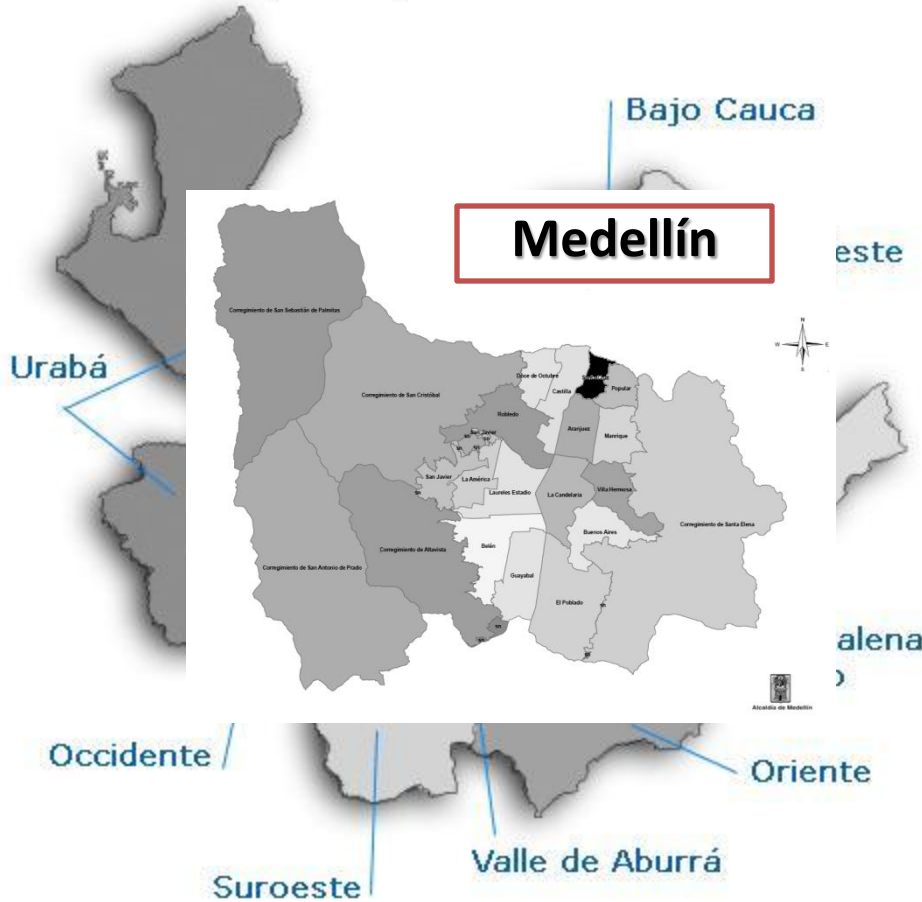 Bajo Cauca
Medellín
este
Urabá
N
W
E
S
Corregimiento de San Sebastián de Palmitas
Corregimiento de San Cristóbal
Doce de Octubre
Castilla
Popular
Robledo
Aranjuez
Manrique
San Javier
San Javier
La América
Laureles Estadio
La Candelaria
Villa Hermosa
Corregimiento de Santa Elena
Buenos Aires
Belén
Corregimiento de Altavista
Corregimiento de San Antonio de Prado
Guayabal
El Poblado
alena
Alcaldía de Medellín
Occidente
Oriente
Valle de Aburrá
Suroeste